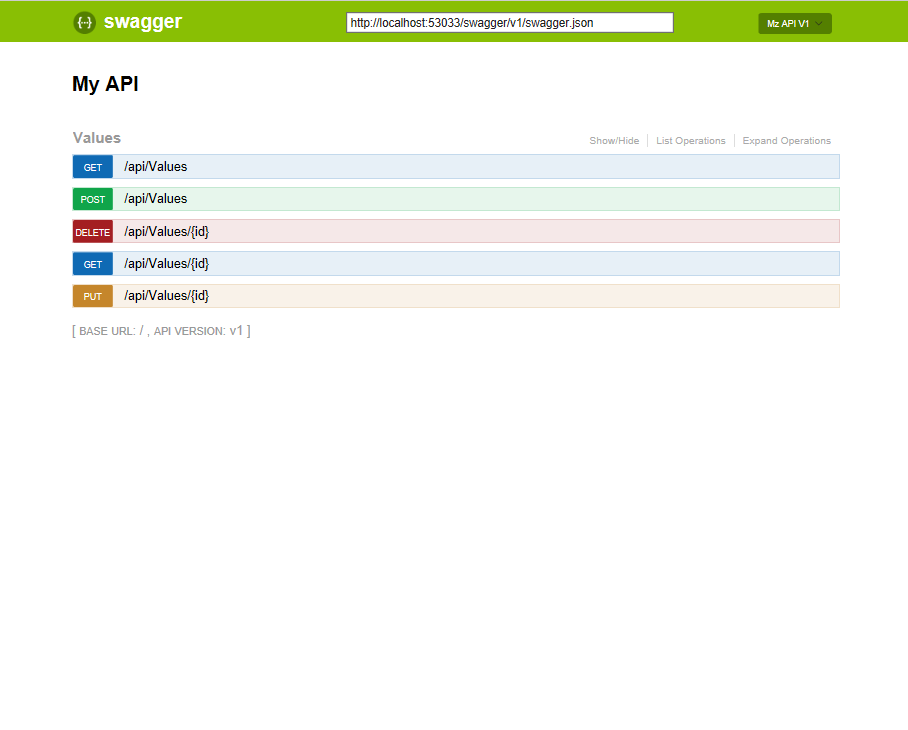 {···} swagger
http://localhost:53033/swagger/v1/swagger.json
Mz API V1
My API
Values
Show/Hide | List Operations | Expand Operations
GET /api/Values
POST /api/Values
DELETE /api/Values/{id}
GET /api/Values/{id}
PUT /api/Values/{id}
[ BASE URL: / , API VERSION: v1 ]